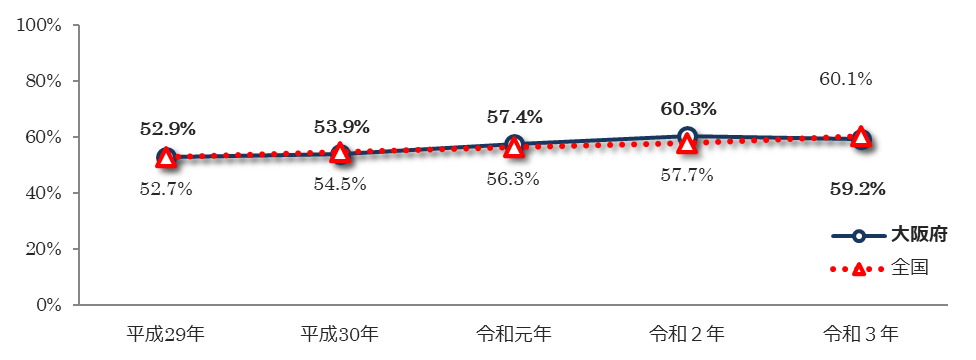 100%
80%
60%
40%
20%
0%
52.9%
53.9%
57.4%
60.3%
60.1%
52.7%
54.5%
56.3%
57.7%
59.2%
大阪府
全国
平成29年
平成30年
令和元年
令和２年
令和３年